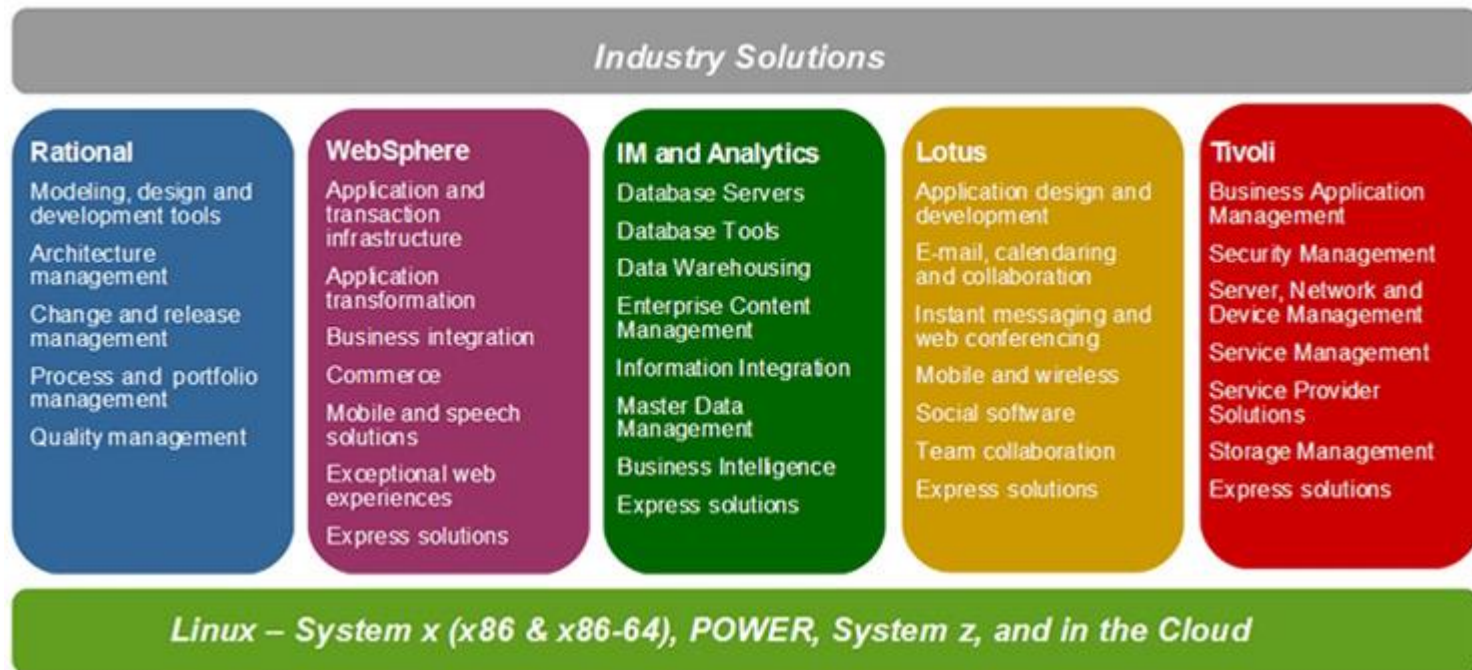 Industry Solutions
Rational
Modeling, design and
development tools
Architecture
management
Change and release
management
Process and portfolio
management
Quality management
WebSphere
Application and
transaction
infrastructure
Application
transformation
Business integration
Commerce
Mobile and speech
solutions
Exceptional web
experiences
Express solutions
IM and Analytics
Database Servers
Database Tools
Data Warehousing
Enterprise Content
Management
Information Integration
Master Data
Management
Business Intelligence
Express solutions
Lotus
Application design and
development
E-mail, calendaring
and collaboration
Instant messaging and
web conferencing
Mobile and wireless
Social software
Team collaboration
Express solutions
Tivoli
Business Application
Management
Security Management
Server, Network and
Device Management
Service Management
Service Provider
Solutions
Storage Management
Express solutions
Linux – System x (x86 & x86-64), POWER, System z, and in the Cloud